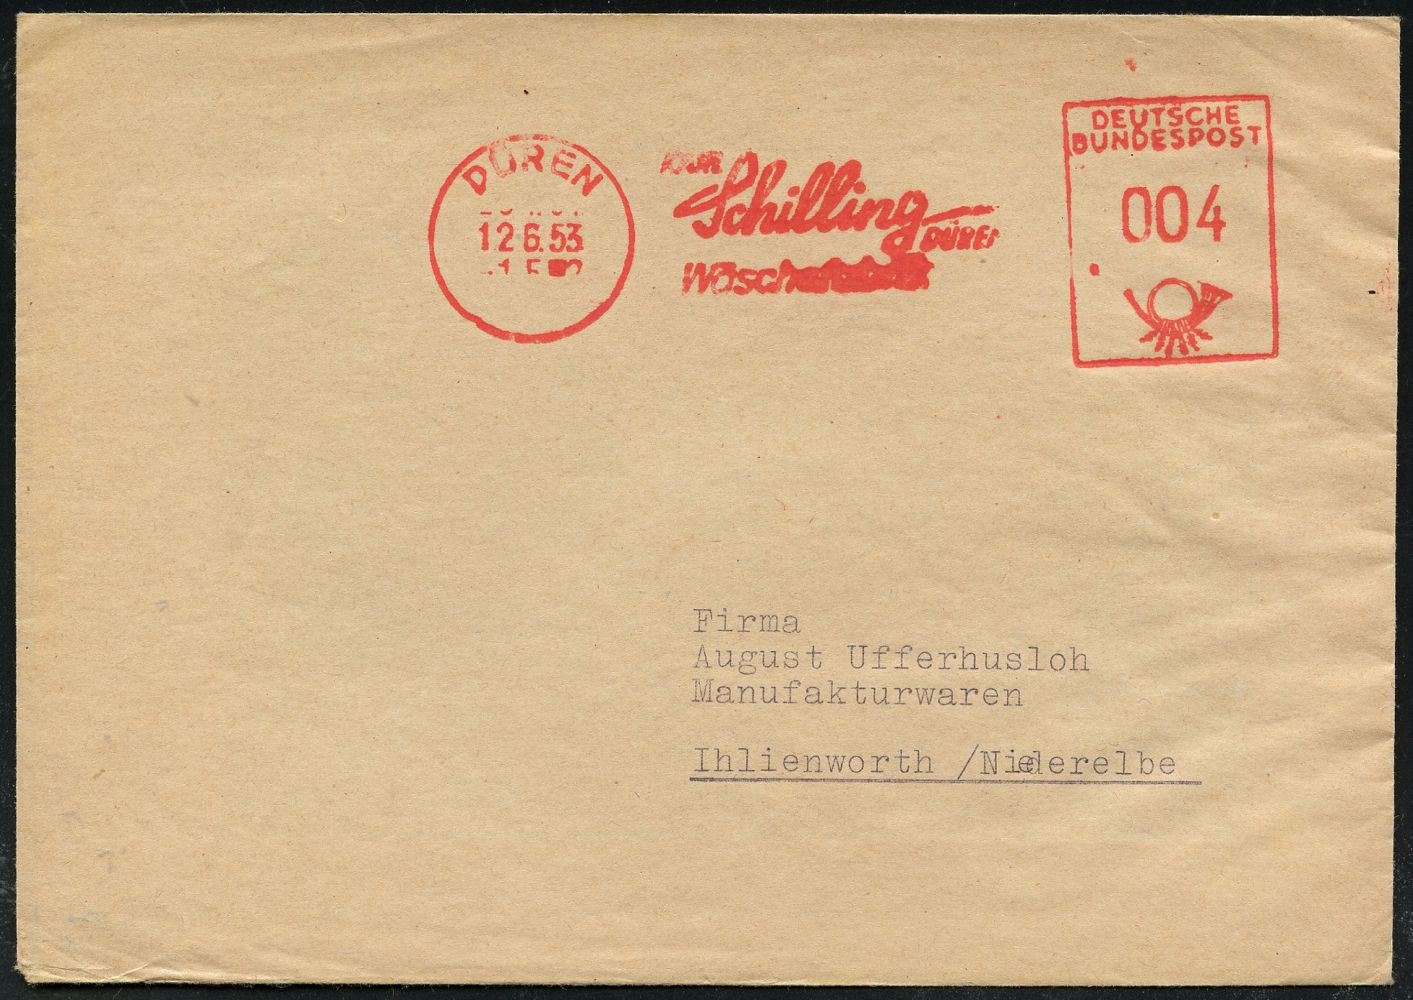 DÜREN
12 6.53
Schilling
DÜREN
DEUTSCHE
BUNDESPOST
004
Firma
August Ufferhusloh
Manufakturwaren
Ihlienworth /Niederelbe